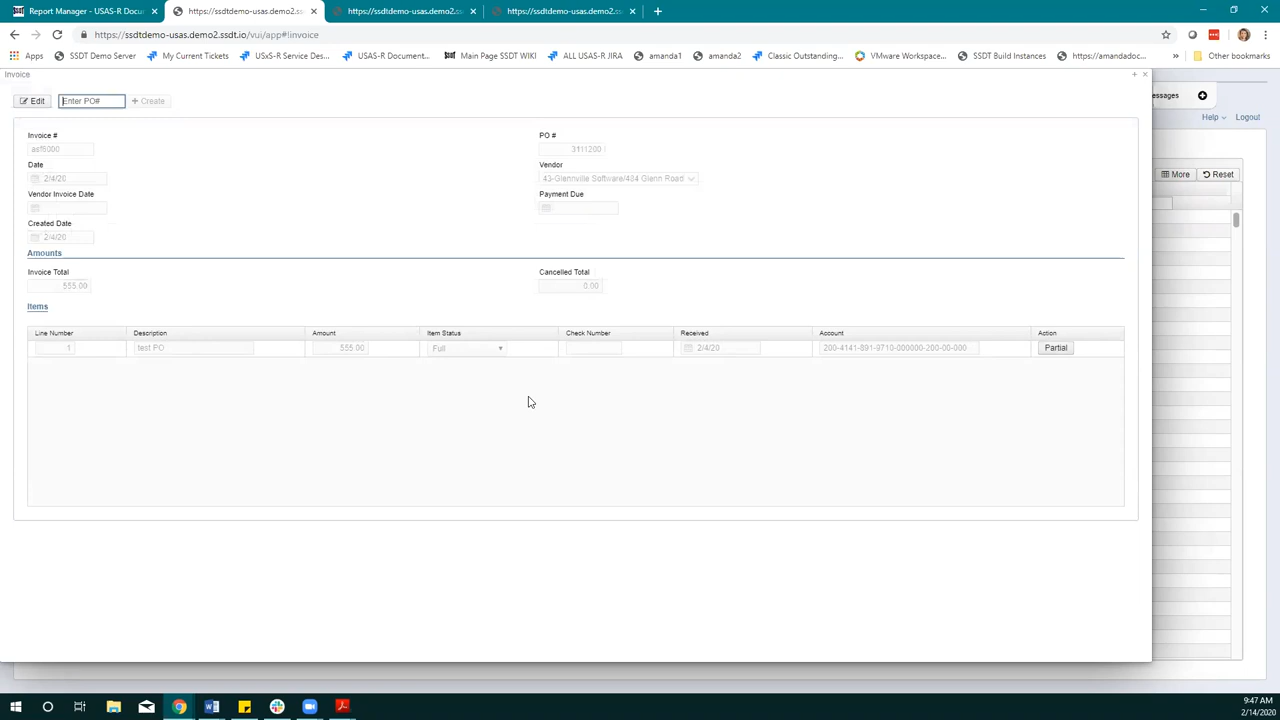 Report Manager - USAS-R Docum
https://ssdtdemo-usas.demo2.ssdt
https://ssdtdemo-usas.demo2.ssd
https://ssdtdemo-usas.demo2.ssd
https://ssdtdemo-usas.demo2.ssdt.io/vui/app#!invoice
Apps
SSDT Demo Server
My Current Tickets
USxS-R Service Des...
USAS-R Document...
Main Page SSDT WIKI
ALL USAS-R JIRA
amanda1
amanda2
Classic Outstanding...
VMware Workspace...
SSDT Build Instances
https://amandadoc...
» Other bookmarks
Invoice
Edit
Enter PO#
+ Create
essages
Help
Logout
Invoice #
PO #
asf6000
3111200
Date
Vendor
2/4/20
43-Glennville Software/484 Glenn Road
Vendor Invoice Date
Payment Due
Created Date
2/4/20
More
Reset
Amounts
Invoice Total
Cancelled Total
555.00
0.00
Items
Line Number
Description
Amount
Item Status
Check Number
Received
Account
Action
1
test PO
555.00
Full
2/4/20
200-4141-891-9710-000000-200-00-000
Partial
9:47 AM
2/14/2020